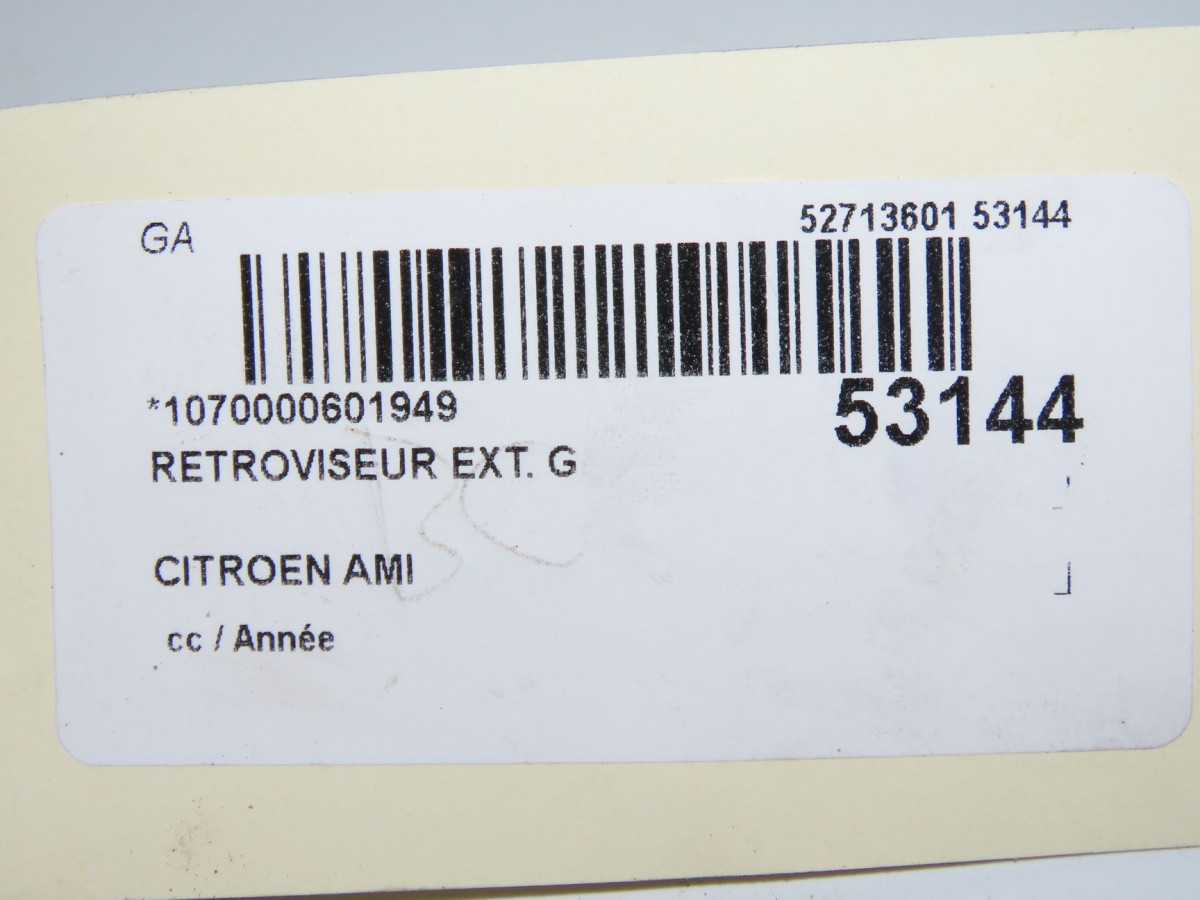 GA 52713601 53144
*1070000601949
53144
RETROVISEUR EXT. G
CITROEN AMI
cc / Année